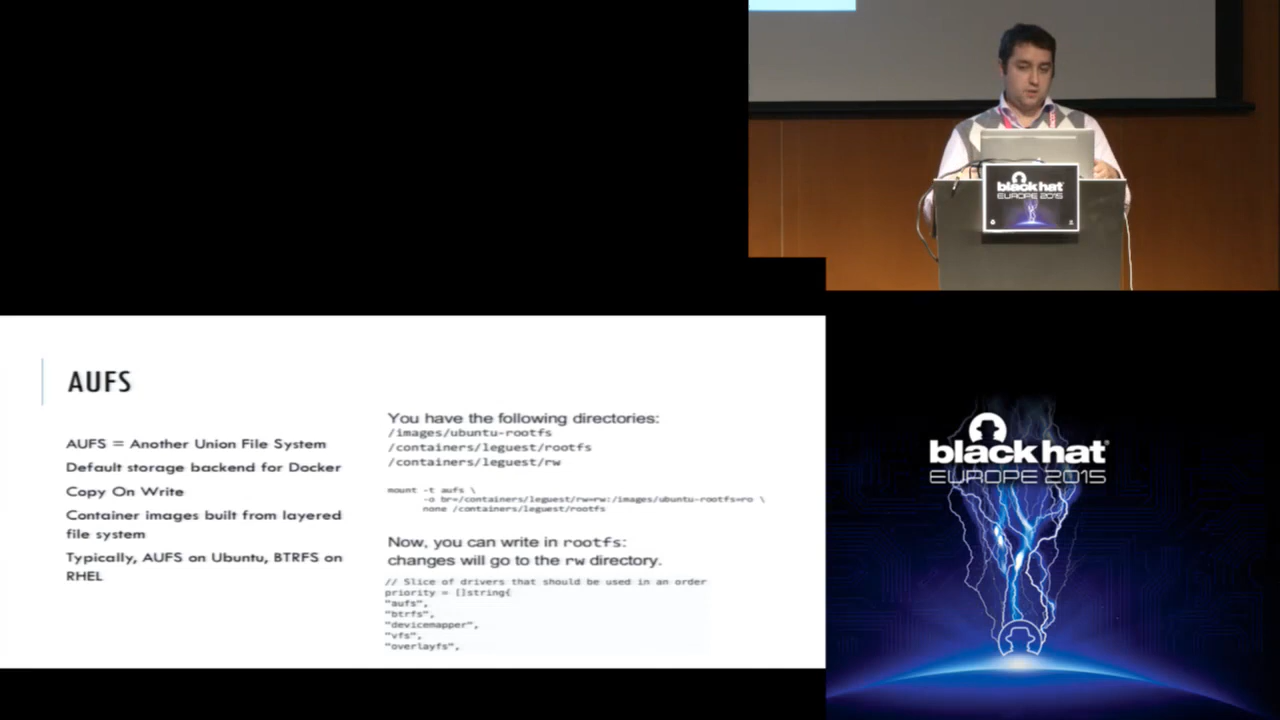 black hat
EUROPE 2015
AUFS
AUFS = Another Union File System
Default storage backend for Docker
Copy On Write
Container images built from layered
file system
Typically, AUFS on Ubuntu, BTRFS on
RHEL
You have the following directories:
/images/ubuntu-rootfs
/containers/leguest/rootfs
/containers/leguest/rw
mount -t aufs \
-o br=/containers/leguest/rw=rw:/images/ubuntu-rootfs=ro \
none /containers/leguest/rootfs
Now, you can write in rootfs:
changes will go to the rw directory.
// Slice of drivers that should be used in an order
priority = []string{
"aufs",
"btrfs",
"devicemapper",
"vfs",
"overlayfs",
black hat
EUROPE 2015